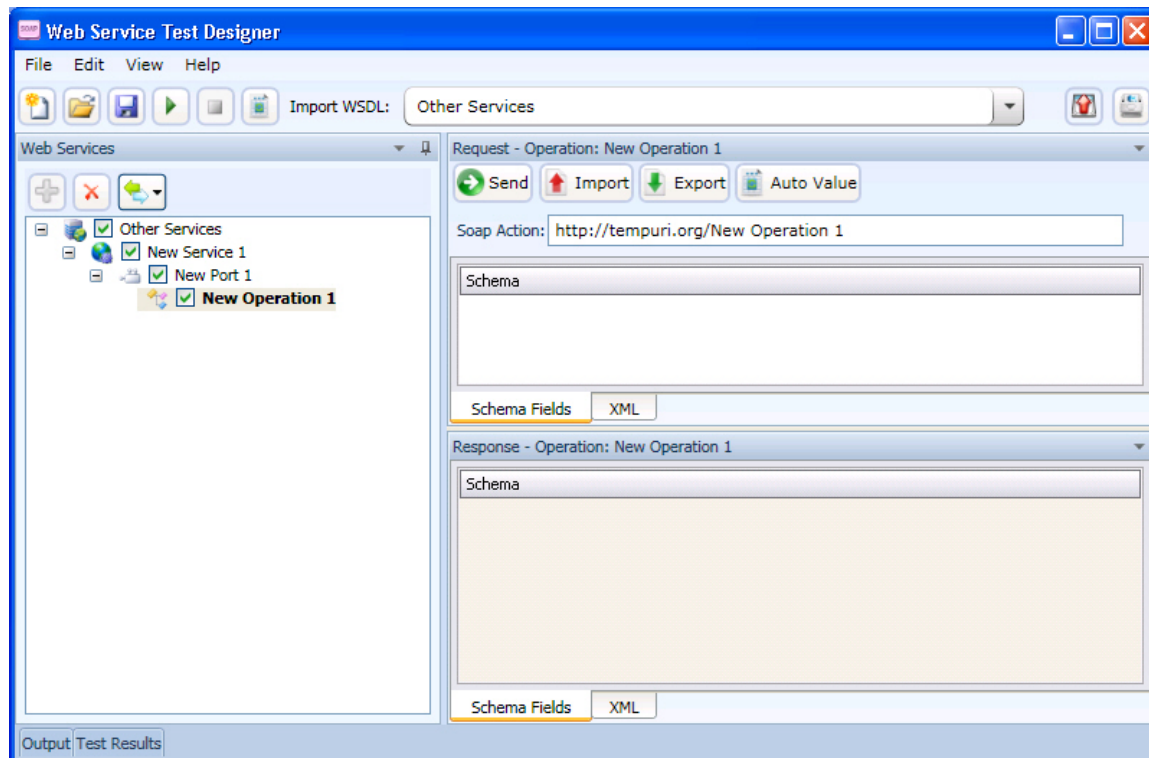 Web Service Test Designer
File Edit View Help
Import WSDL: Other Services
Web Services
Other Services
New Service 1
New Port 1
New Operation 1
Request - Operation: New Operation 1
Send Import Export Auto Value
Soap Action: http://tempuri.org/New Operation 1
Schema
Schema Fields XML
Response - Operation: New Operation 1
Schema
Schema Fields XML
Output Test Results